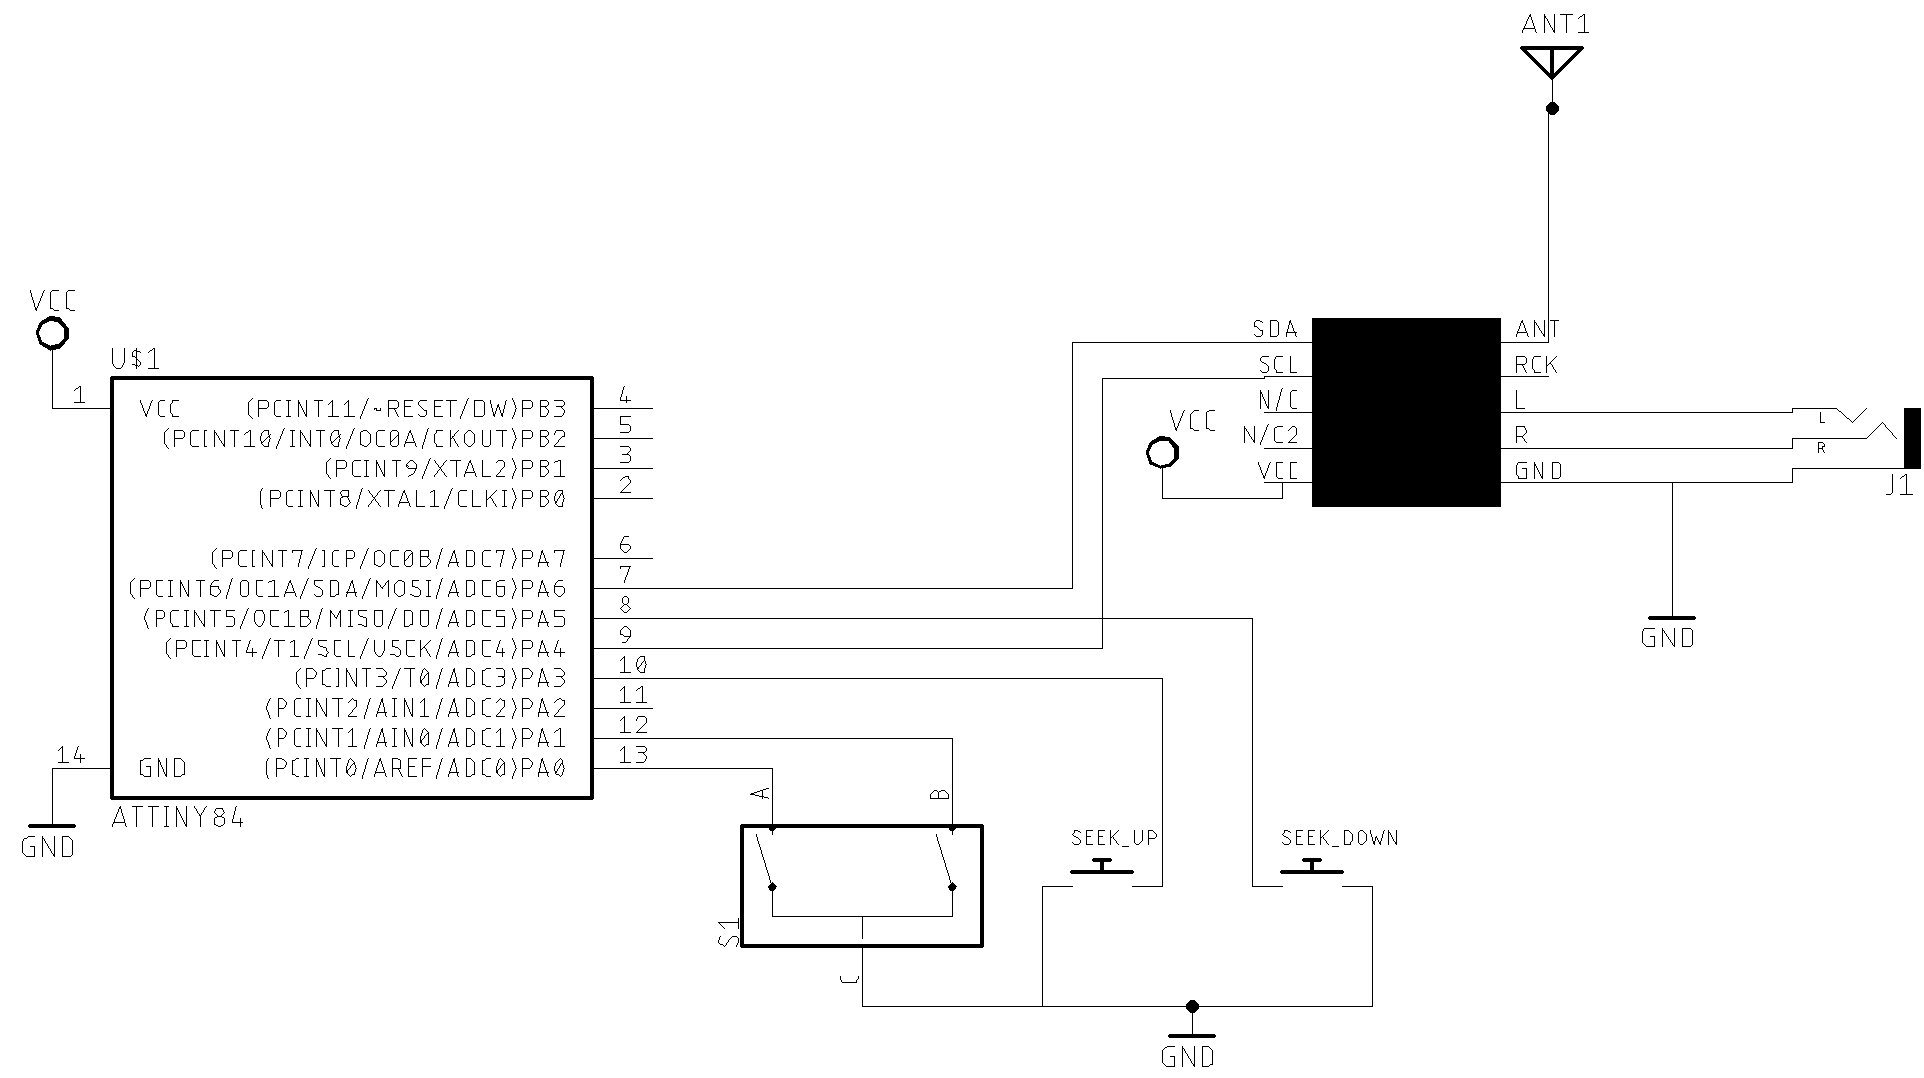 ANT1
VCC
U$1
1
VCC
(PCINT11/~RESET/DW)PB3
4
(PCINT10/INT0/OC0A/CKOUT)PB2
5
(PCINT9/XTAL2)PB1
3
(PCINT8/XTAL1/CLKI)PB0
2
(PCINT7/ICP/OC0B/ADC7)PA7
6
(PCINT6/OC1A/SDA/MOSI/ADC6)PA6
7
(PCINT5/OC1B/MISO/DO/ADC5)PA5
8
(PCINT4/T1/SCL/USCK/ADC4)PA4
9
(PCINT3/T0/ADC3)PA3
10
(PCINT2/AIN1/ADC2)PA2
11
(PCINT1/AIN0/ADC1)PA1
12
14
GND
(PCINT0/AREF/ADC0)PA0
13
ATTINY84
GND
SDA
SCL
N/C
N/C2
VCC
VCC
ANT
RCK
L
R
GND
L
R
J1
GND
A
B
S1
C
SEEK_UP
SEEK_DOWN
GND